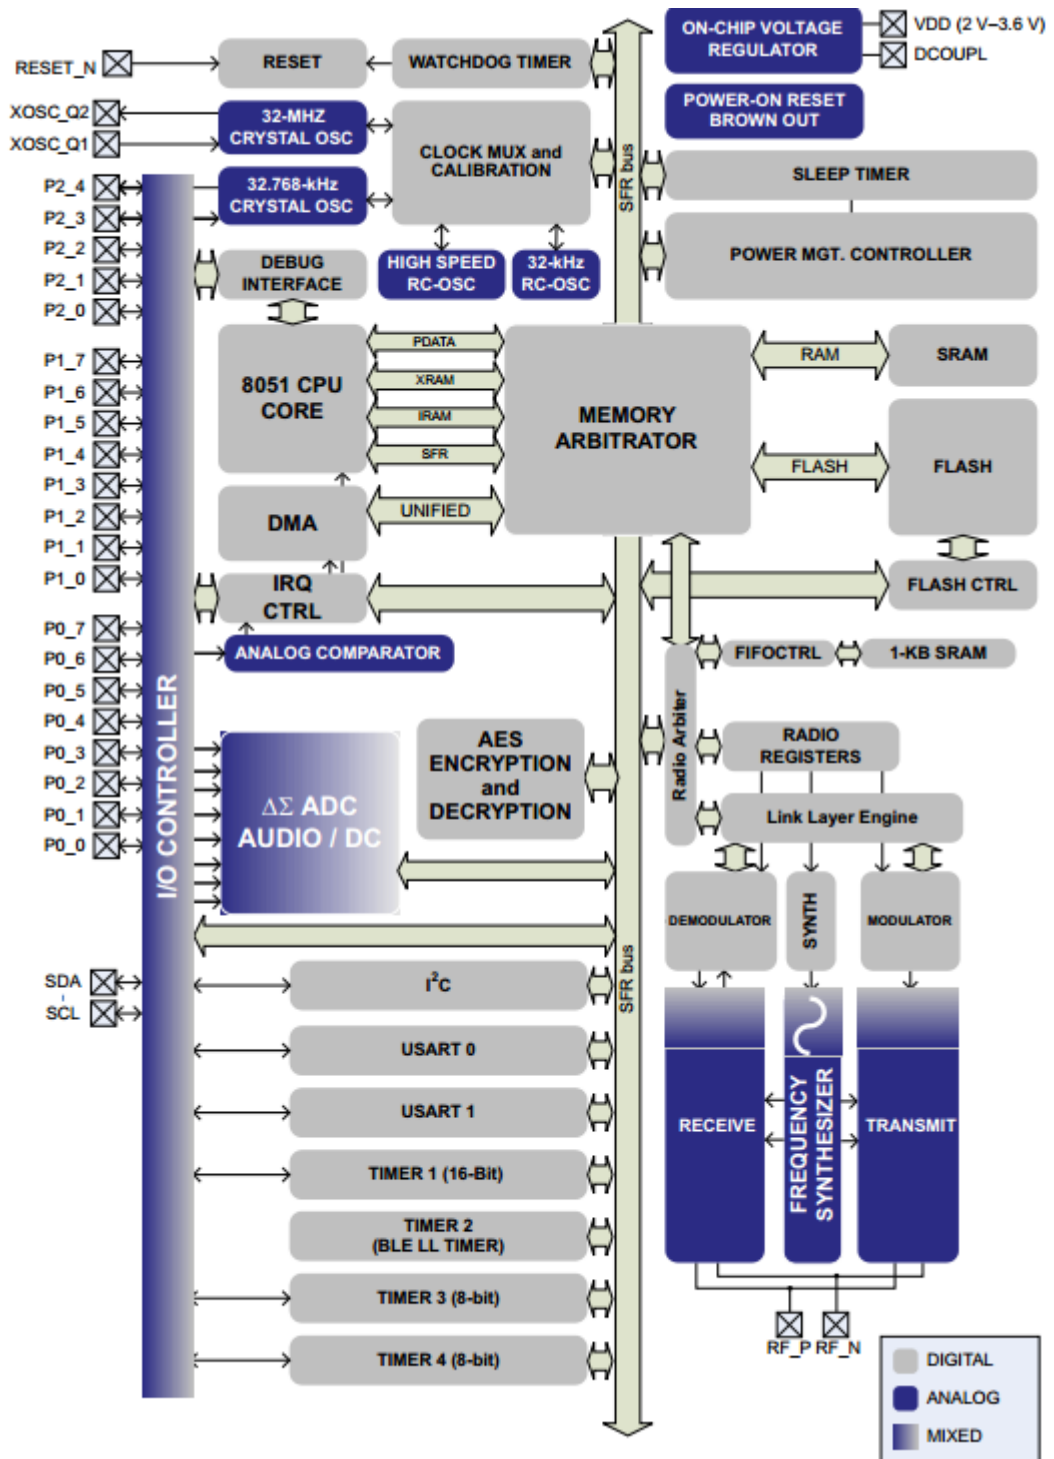 ON-CHIP VOLTAGE
REGULATOR
VDD (2 V–3.6 V)
DCOUPL
RESET_N
RESET
WATCHDOG TIMER
POWER-ON RESET
BROWN OUT
XOSC_Q2
XOSC_Q1
32-MHZ
CRYSTAL OSC
CLOCK MUX and
CALIBRATION
SFR bus
SLEEP TIMER
P2_4
P2_3
P2_2
P2_1
P2_0
32.768-kHz
CRYSTAL OSC
DEBUG
INTERFACE
HIGH SPEED
RC-OSC
32-kHz
RC-OSC
POWER MGT. CONTROLLER
P1_7
P1_6
P1_5
P1_4
P1_3
P1_2
P1_1
P1_0
8051 CPU
CORE
PDATA
XRAM
IRAM
SFR
MEMORY
ARBITRATOR
RAM
SRAM
FLASH
FLASH
DMA
UNIFIED
IRQ
CTRL
FLASH CTRL
P0_7
P0_6
P0_5
P0_4
P0_3
P0_2
P0_1
P0_0
ANALOG COMPARATOR
I/O CONTROLLER
FIFOCTRL
1-KB SRAM
Radio Arbiter
RADIO
REGISTERS
Link Layer Engine
ΔΣ ADC
AUDIO / DC
AES
ENCRYPTION
and
DECRYPTION
DEMODULATOR
SYNTH
MODULATOR
SFR bus
SDA
SCL
I²C
USART 0
USART 1
TIMER 1 (16-Bit)
TIMER 2
(BLE LL TIMER)
TIMER 3 (8-bit)
TIMER 4 (8-bit)
RECEIVE
FREQUENCY
SYNTHESIZER
TRANSMIT
RF_P
RF_N
DIGITAL
ANALOG
MIXED